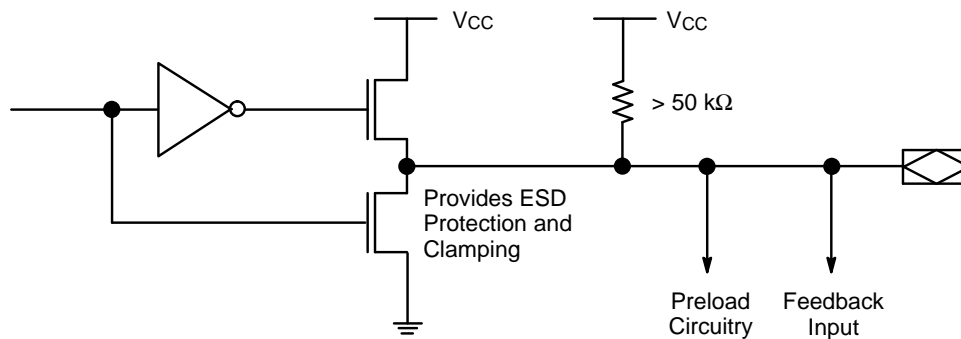 VCC
VCC
> 50 kΩ
Provides ESD
Protection and
Clamping
Preload
Circuitry
Feedback
Input